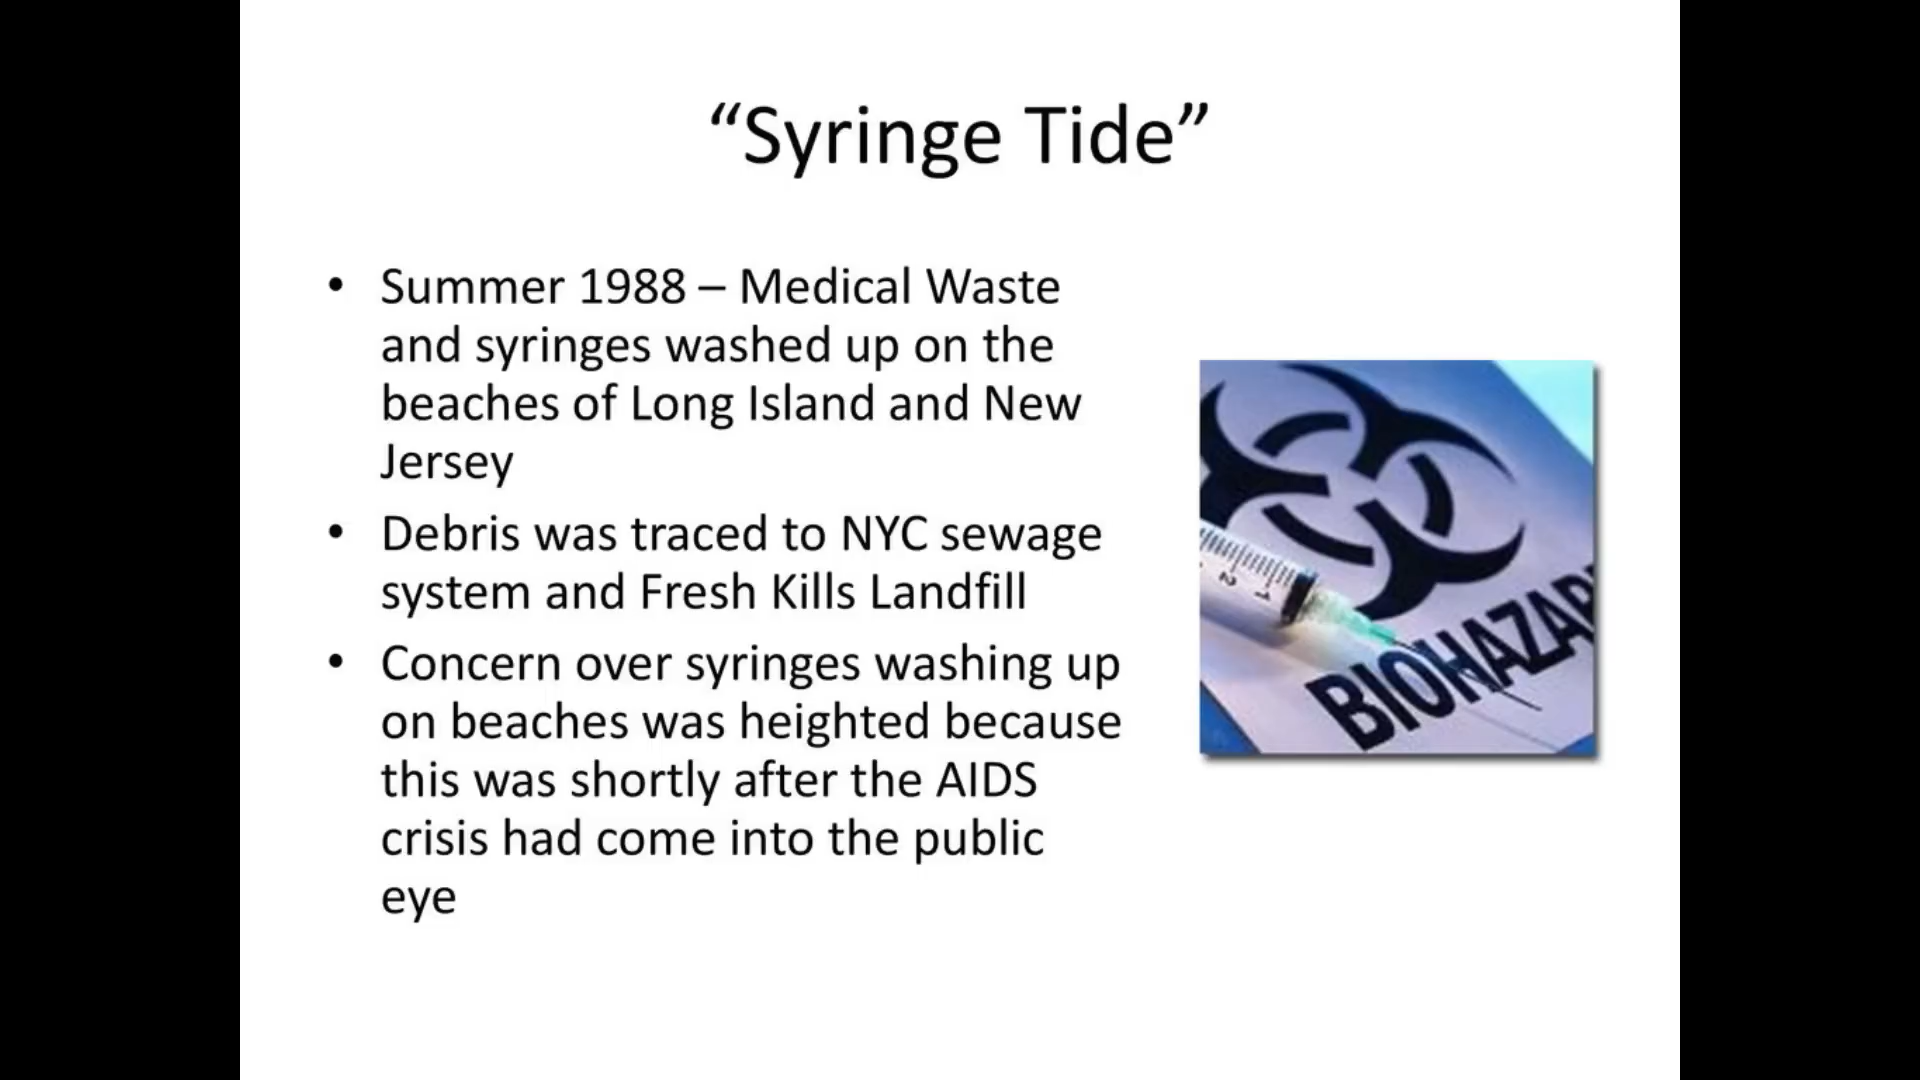 “Syringe Tide”
• Summer 1988 – Medical Waste
and syringes washed up on the
beaches of Long Island and New
Jersey
• Debris was traced to NYC sewage
system and Fresh Kills Landfill
• Concern over syringes washing up
on beaches was heighted because
this was shortly after the AIDS
crisis had come into the public
eye
2 1
BIOHAZAR